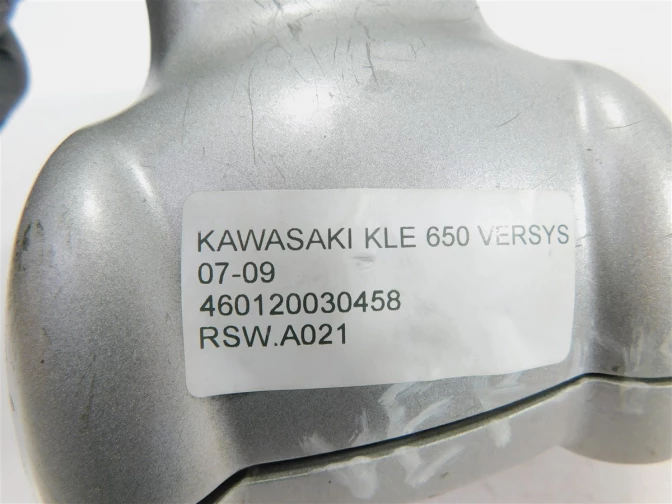 KAWASAKI KLE 650 VERSYS
07-09
460120030458
RSW.A021